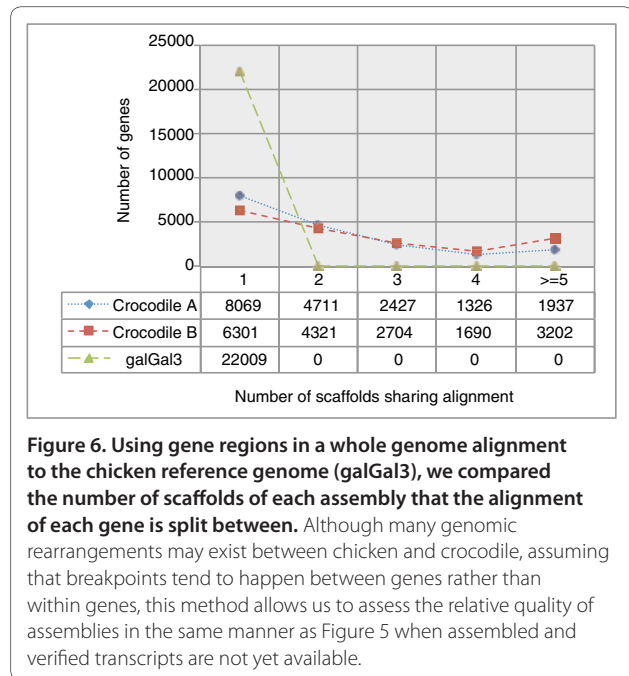 25000
20000
15000
10000
5000
0
Number of genes
1 2 3 4 >=5
Crocodile A 8069 4711 2427 1326 1937
Crocodile B 6301 4321 2704 1690 3202
galGal3 22009 0 0 0 0
Number of scaffolds sharing alignment
Figure 6. Using gene regions in a whole genome alignment
to the chicken reference genome (galGal3), we compared
the number of scaffolds of each assembly that the alignment
of each gene is split between. Although many genomic
rearrangements may exist between chicken and crocodile, assuming
that breakpoints tend to happen between genes rather than
within genes, this method allows us to assess the relative quality of
assemblies in the same manner as Figure 5 when assembled and
verified transcripts are not yet available.